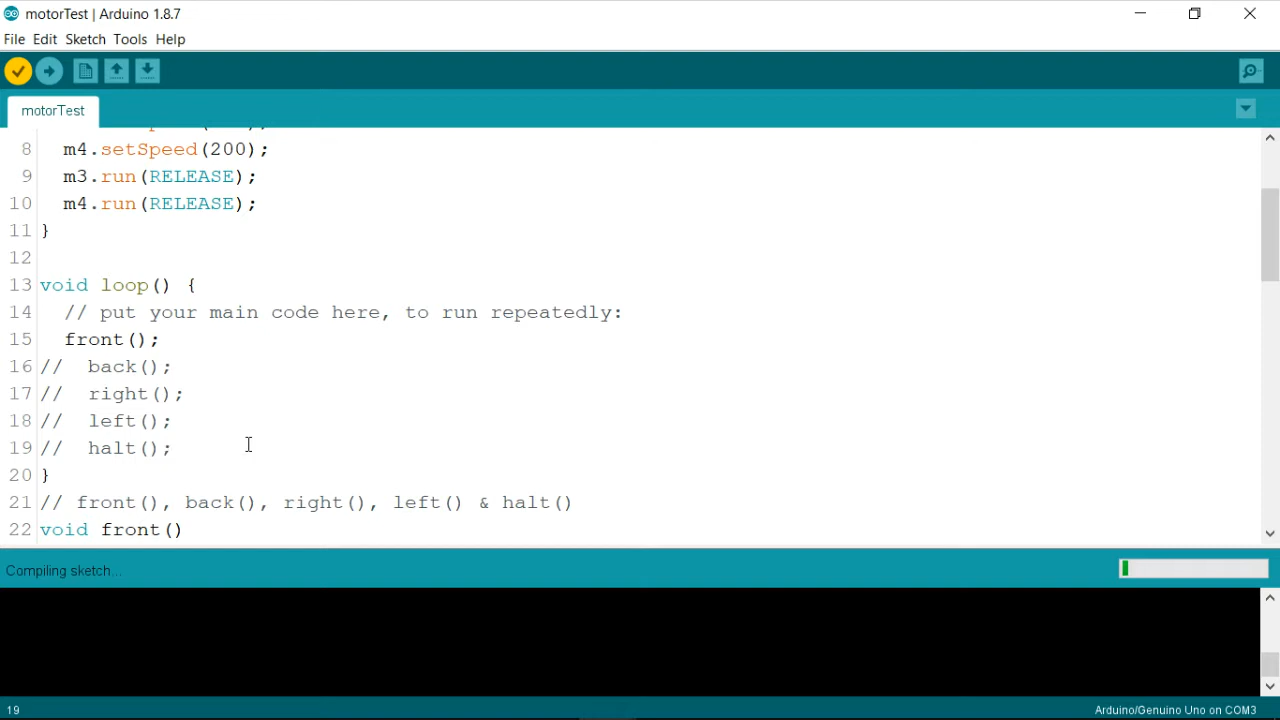 motorTest | Arduino 1.8.7
File Edit Sketch Tools Help
motorTest
8 m4.setSpeed(200);
9 m3.run(RELEASE);
10 m4.run(RELEASE);
11 }
12
13 void loop() {
14 // put your main code here, to run repeatedly:
15 front();
16 // back();
17 // right();
18 // left();
19 // halt();
20 }
21 // front(), back(), right(), left() & halt()
22 void front()
Compiling sketch...
19 Arduino/Genuino Uno on COM3